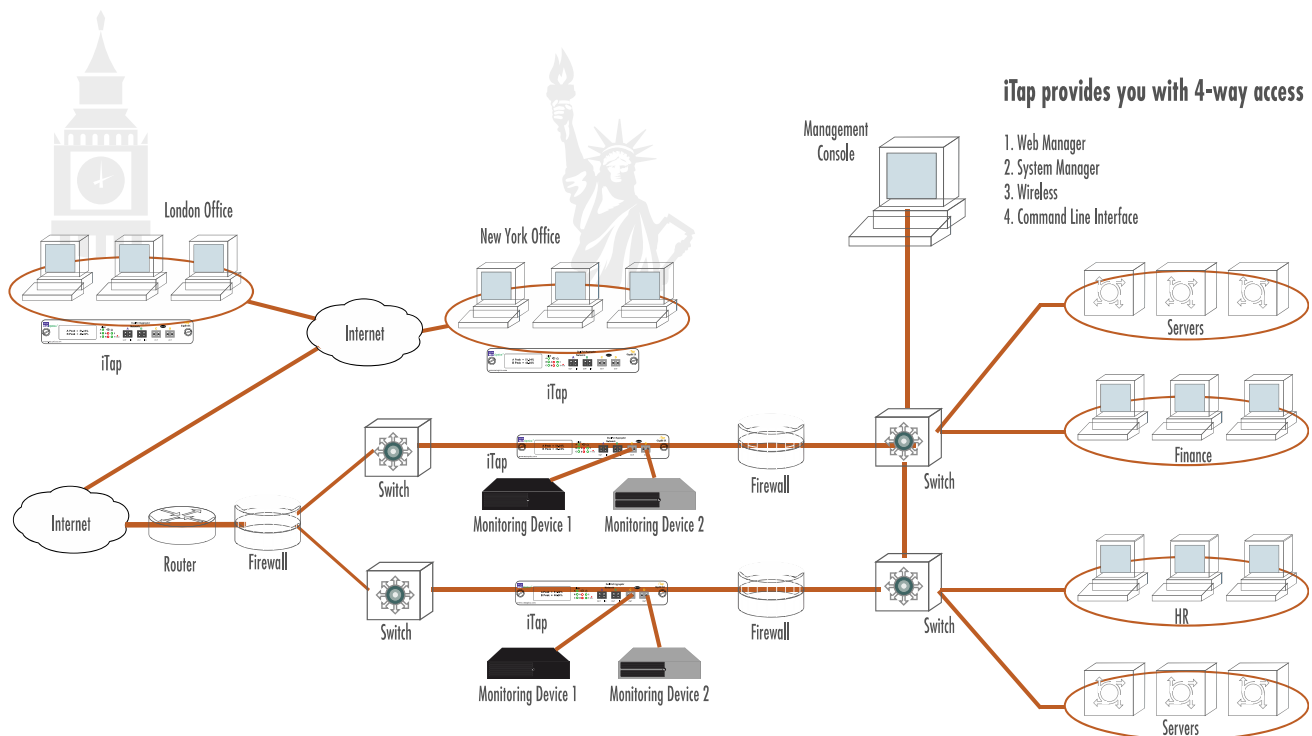 iTap provides you with 4-way access
Management
Console
1. Web Manager
2. System Manager
3. Wireless
4. Command Line Interface
London Office
New York Office
Internet
iTap
iTap
Servers
Finance
iTap
Switch
Monitoring Device 1
Monitoring Device 2
Firewall
Switch
Internet
Router
Firewall
HR
iTap
Switch
Monitoring Device 1
Monitoring Device 2
Firewall
Switch
Servers